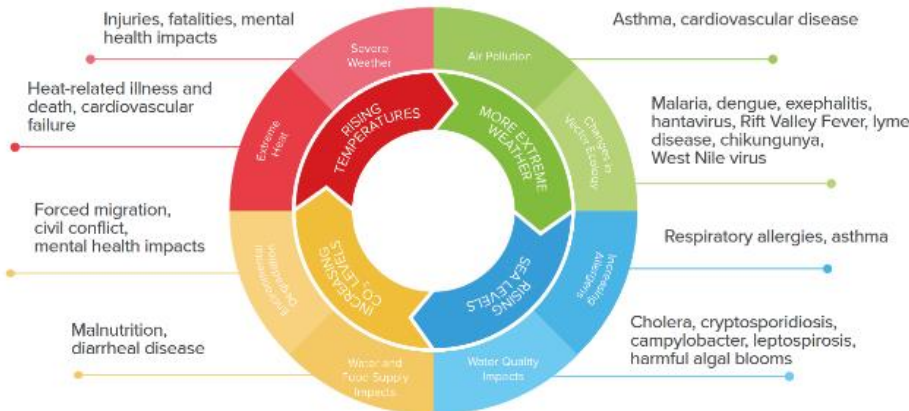 Injuries, fatalities, mental
health impacts
Asthma, cardiovascular disease
Severe
Weather
Air Pollution
Heat-related illness and
death, cardiovascular
failure
Extreme
Heat
RISING
TEMPERATURES
MORE EXTREME
WEATHER
Changes in
Vector Ecology
Malaria, dengue, exephalitis,
hantavirus, Rift Valley Fever, lyme
disease, chikungunya,
West Nile virus
Forced migration,
civil conflict,
mental health impacts
Environmental
Degradation
INCREASING
CO₂ LEVELS
RISING
SEA LEVELS
Increasing
Allergens
Respiratory allergies, asthma
Malnutrition,
diarrheal disease
Water and
Food Supply
Impacts
Water Quality
Impacts
Cholera, cryptosporidiosis,
campylobacter, leptospirosis,
harmful algal blooms